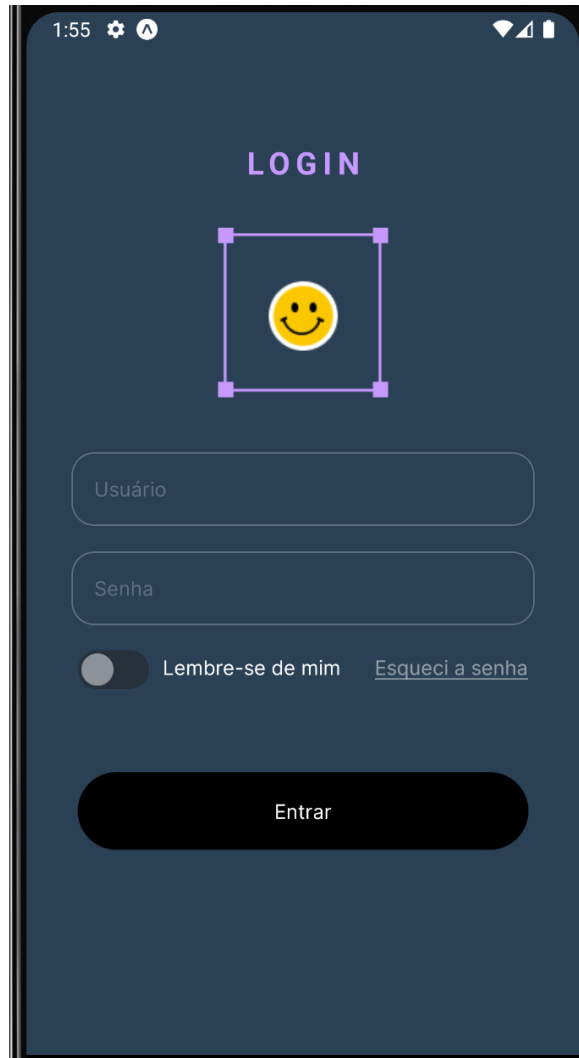 1:55
LOGIN
Usuário
Senha
Lembre-se de mim Esqueci a senha
Entrar